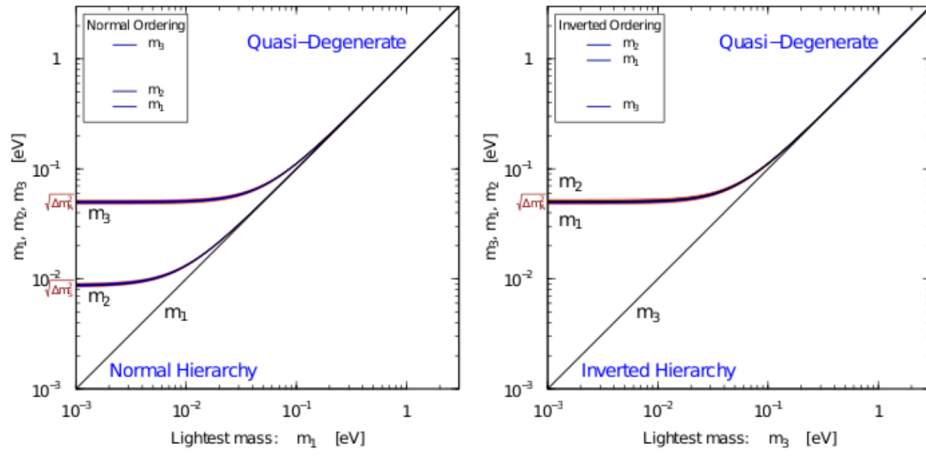 Normal Ordering
m₃
m₂
m₁
Quasi−Degenerate
m₁, m₂, m₃ [eV]
1
10⁻¹
10⁻²
10⁻³
m₃
m₂
m₁
Normal Hierarchy
10⁻³ 10⁻² 10⁻¹ 1
Lightest mass: m₁ [eV]
Inverted Ordering
m₂
m₁
m₃
Quasi−Degenerate
m₃, m₁, m₂ [eV]
1
10⁻¹
10⁻²
10⁻³
m₂
m₁
m₃
Inverted Hierarchy
10⁻³ 10⁻² 10⁻¹ 1
Lightest mass: m₃ [eV]